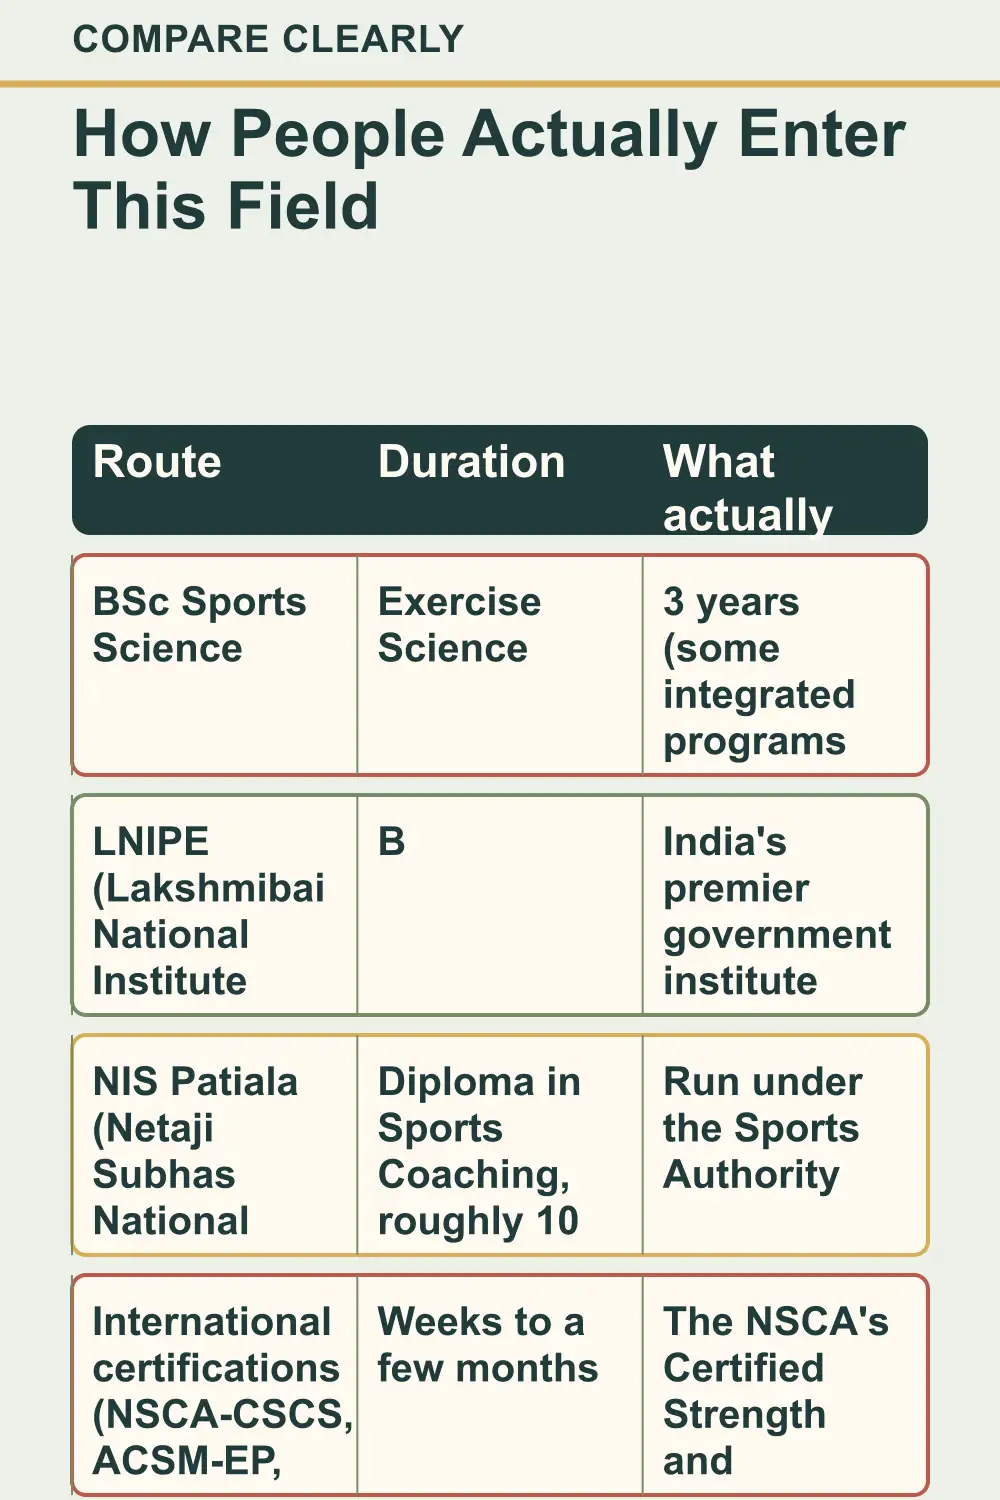 COMPARE CLEARLY
How People Actually Enter
This Field
Route
Duration
What
actually
BSc Sports
Science
Exercise
Science
3 years
(some
integrated
programs
LNIPE
(Lakshmibai
National
Institute
B
India's
premier
government
institute
NIS Patiala
(Netaji
Subhas
National
Diploma in
Sports
Coaching,
roughly 10
Run under
the Sports
Authority
International
certifications
(NSCA-CSCS,
ACSM-EP,
Weeks to a
few months
The NSCA's
Certified
Strength
and